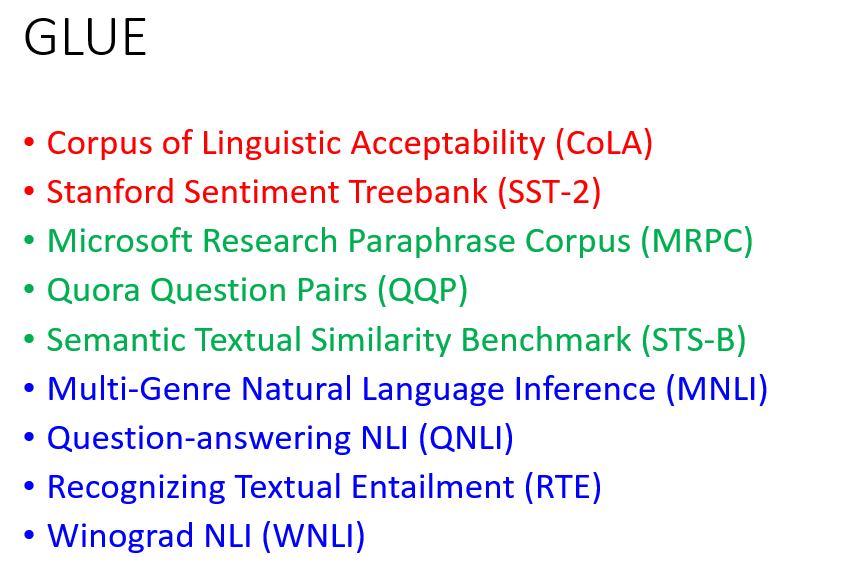 GLUE
• Corpus of Linguistic Acceptability (CoLA)
• Stanford Sentiment Treebank (SST-2)
• Microsoft Research Paraphrase Corpus (MRPC)
• Quora Question Pairs (QQP)
• Semantic Textual Similarity Benchmark (STS-B)
• Multi-Genre Natural Language Inference (MNLI)
• Question-answering NLI (QNLI)
• Recognizing Textual Entailment (RTE)
• Winograd NLI (WNLI)